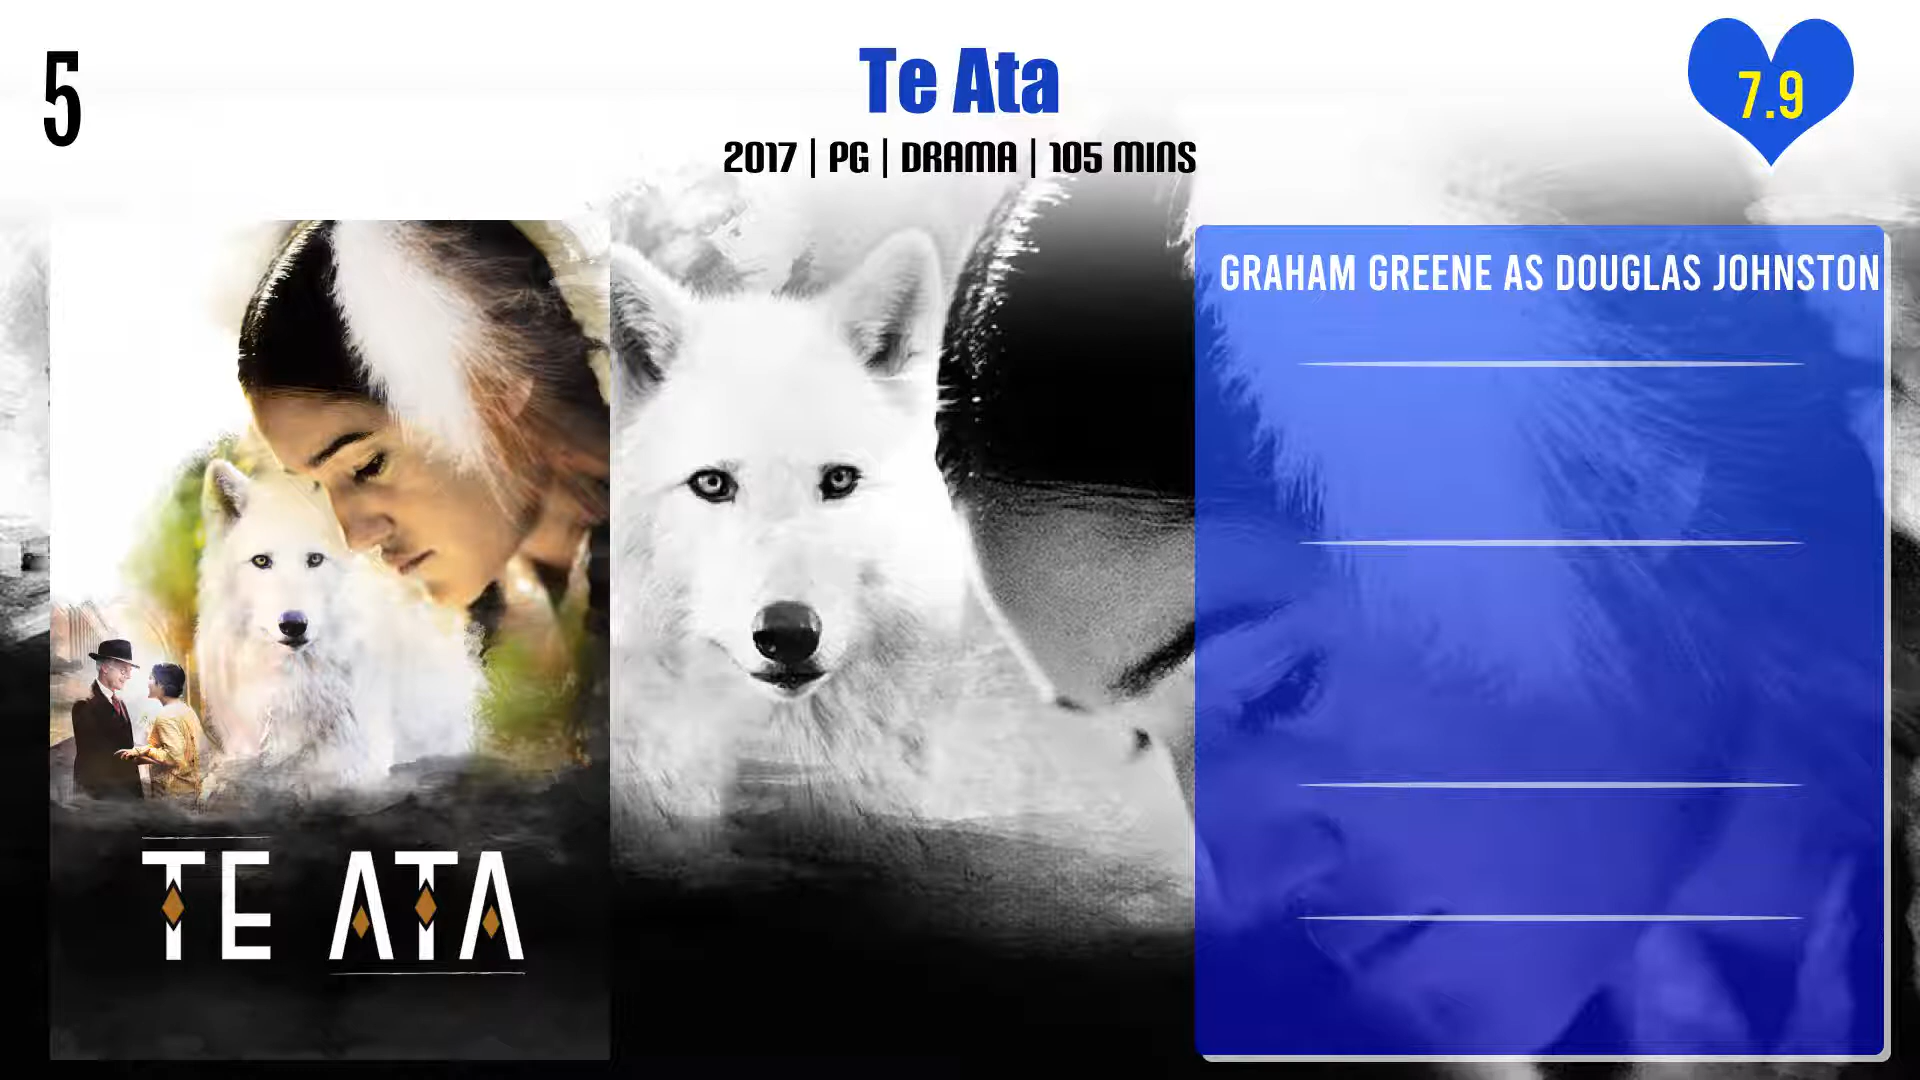 5
Te Ata
7.9
2017 | PG | DRAMA | 105 MINS
GRAHAM GREENE AS DOUGLAS JOHNSTON
TE ATA